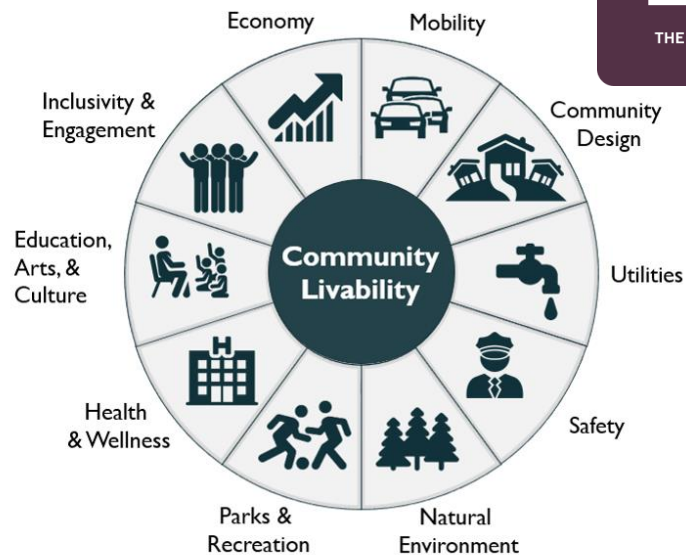 Economy
Mobility
THE
Inclusivity &
Engagement
Community
Design
Education,
Arts, &
Culture
Community
Livability
Utilities
H
Health
& Wellness
Safety
Parks &
Recreation
Natural
Environment